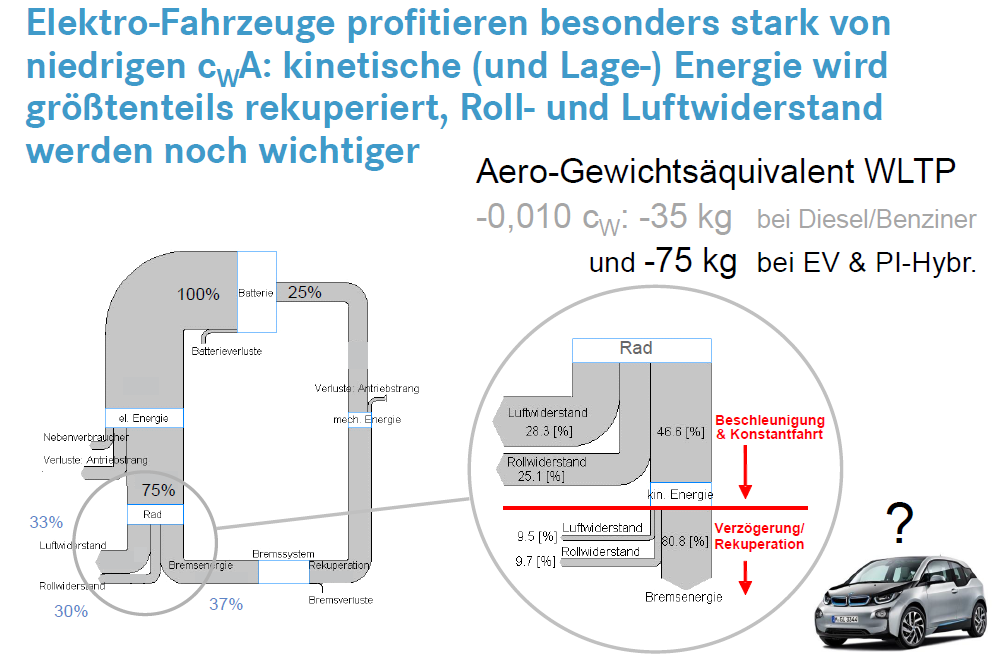 Elektro-Fahrzeuge profitieren besonders stark von
niedrigen cWA: kinetische (und Lage-) Energie wird
größtenteils rekuperiert, Roll- und Luftwiderstand
werden noch wichtiger
Aero-Gewichtsäquivalent WLTP
-0,010 cW: -35 kg bei Diesel/Benziner
und -75 kg bei EV & PI-Hybr.
100%
Batterie
25%
Batterieverluste
Verluste: Antriebstrang
mech. Energie
el. Energie
Nebenverbraucher
Verluste: Antriebstrang
75%
Rad
33%
Luftwiderstand
Rollwiderstand
30%
Bremsenergie
37%
Bremssystem
Rekuperation
Bremsverluste
Rad
Luftwiderstand
28.3 [%]
Rollwiderstand
25.1 [%]
46.6 [%]
Beschleunigung
& Konstantfahrt
kin. Energie
9.5 [%]
Luftwiderstand
9.7 [%]
Rollwiderstand
80.8 [%]
Verzögerung/
Rekuperation
Bremsenergie
?